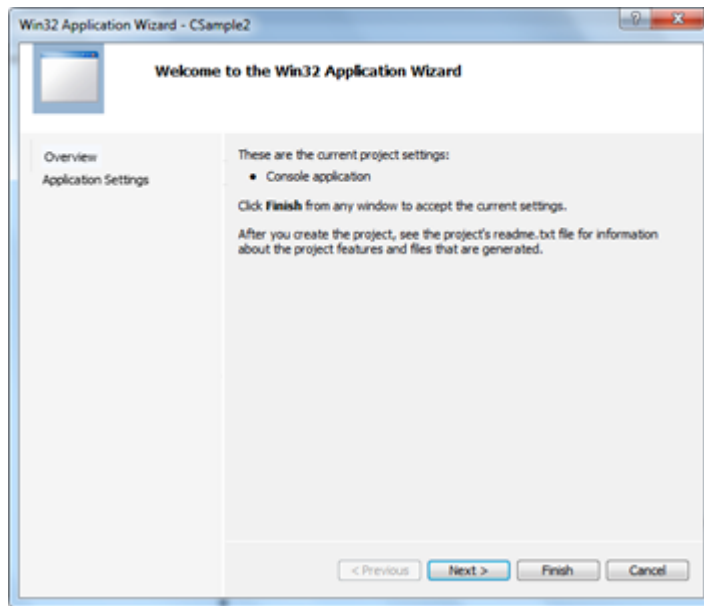 Win32 Application Wizard - CSample2
Welcome to the Win32 Application Wizard
Overview
Application Settings
These are the current project settings:
• Console application
Click Finish from any window to accept the current settings.
After you create the project, see the project's readme.txt file for information
about the project features and files that are generated.
< Previous
Next >
Finish
Cancel